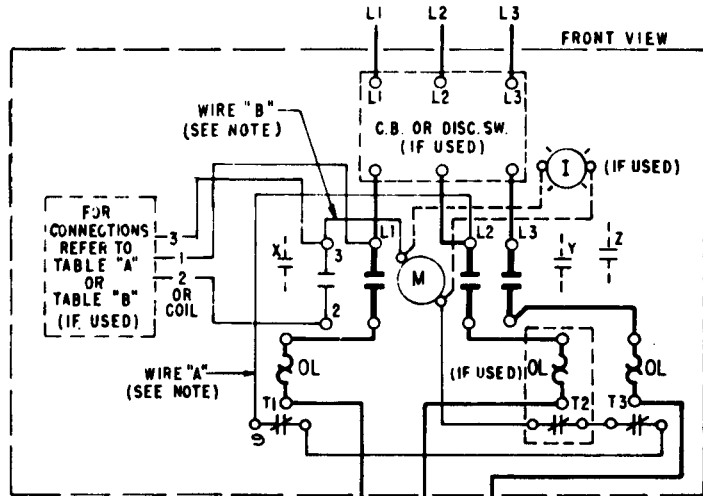 L1 L2 L3
FRONT VIEW
L1 L2 L3
WIRE "B"
(SEE NOTE)
C.B. OR DISC. SW.
(IF USED)
I (IF USED)
FOR
CONNECTIONS
REFER TO
TABLE "A"
OR
TABLE "B"
(IF USED)
3
1
2
OR
COIL
X
3
L1
M
L2
L3
Y
Z
2
WIRE "A"
(SEE NOTE)
OL
(IF USED)
OL
OL
T1
T2
T3
9